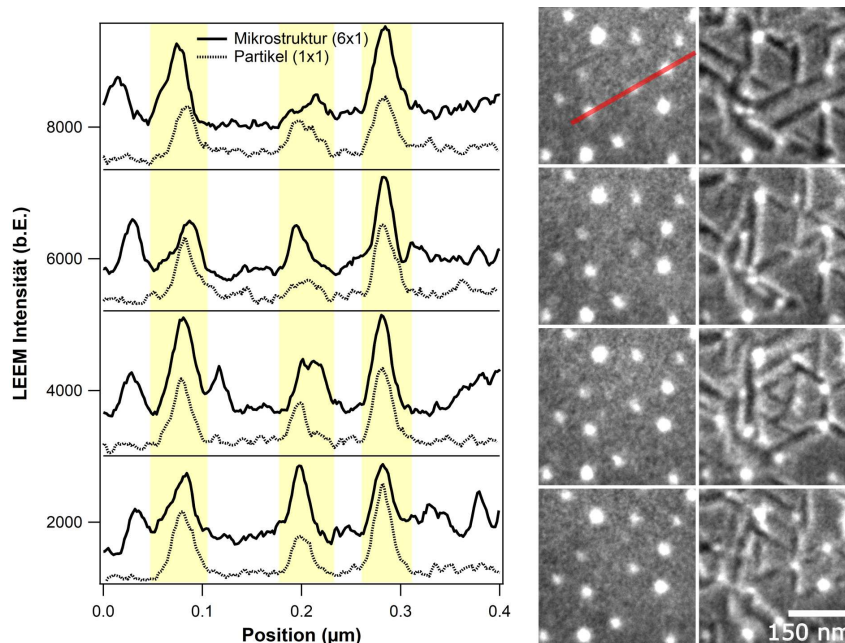 Mikrostruktur (6x1)
Partikel (1x1)
8000
6000
4000
2000
LEEM Intensität (b.E.)
0.0 0.1 0.2 0.3 0.4
Position (µm)
150 nm